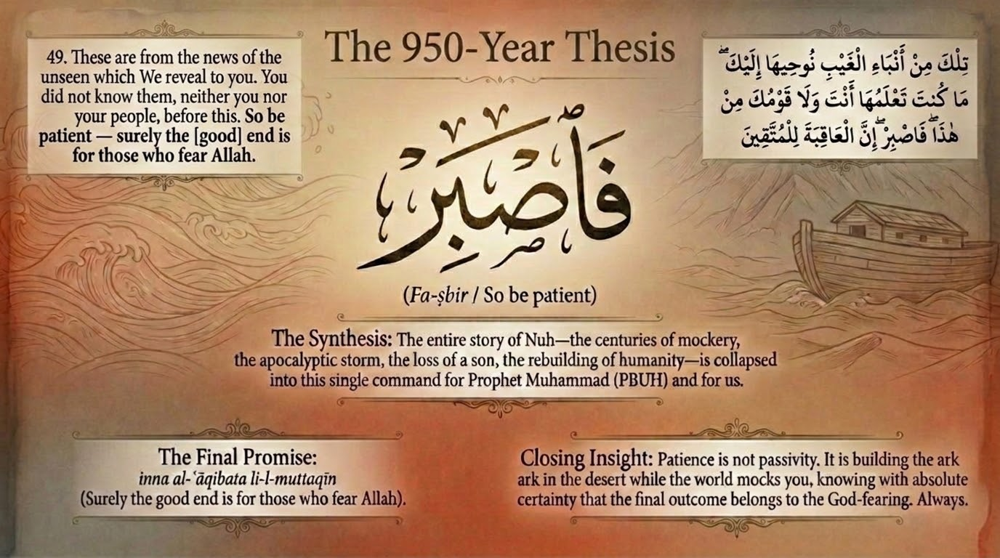 The 950-Year Thesis
49. These are from the news of the
unseen which We reveal to you. You
did not know them, neither you nor
your people, before this. So be
patient — surely the [good] end is
for those who fear Allah.
تِلْكَ مِنْ أَنْبَاءِ الْغَيْبِ نُوحِيهَا إِلَيْكَ ۖ
مَا كُنتَ تَعْلَمُهَا أَنْتَ وَلَا قَوْمُكَ مِنْ
هَٰذَا ۖ فَاصْبِرْ ۖ إِنَّ الْعَاقِبَةَ لِلْمُتَّقِينَ
فَاصْبَِرْ
(Fa-ṣbir / So be patient)
The Synthesis: The entire story of Nuh—the centuries of mockery,
the apocalyptic storm, the loss of a son, the rebuilding of humanity—is collapsed
into this single command for Prophet Muhammad (PBUH) and for us.
The Final Promise:
inna al-ʿāqibata li-l-muttaqīn
(Surely the good end is for those who fear Allah).
Closing Insight: Patience is not passivity. It is building the ark
ark in the desert while the world mocks you, knowing with absolute
certainty that the final outcome belongs to the God-fearing. Always.